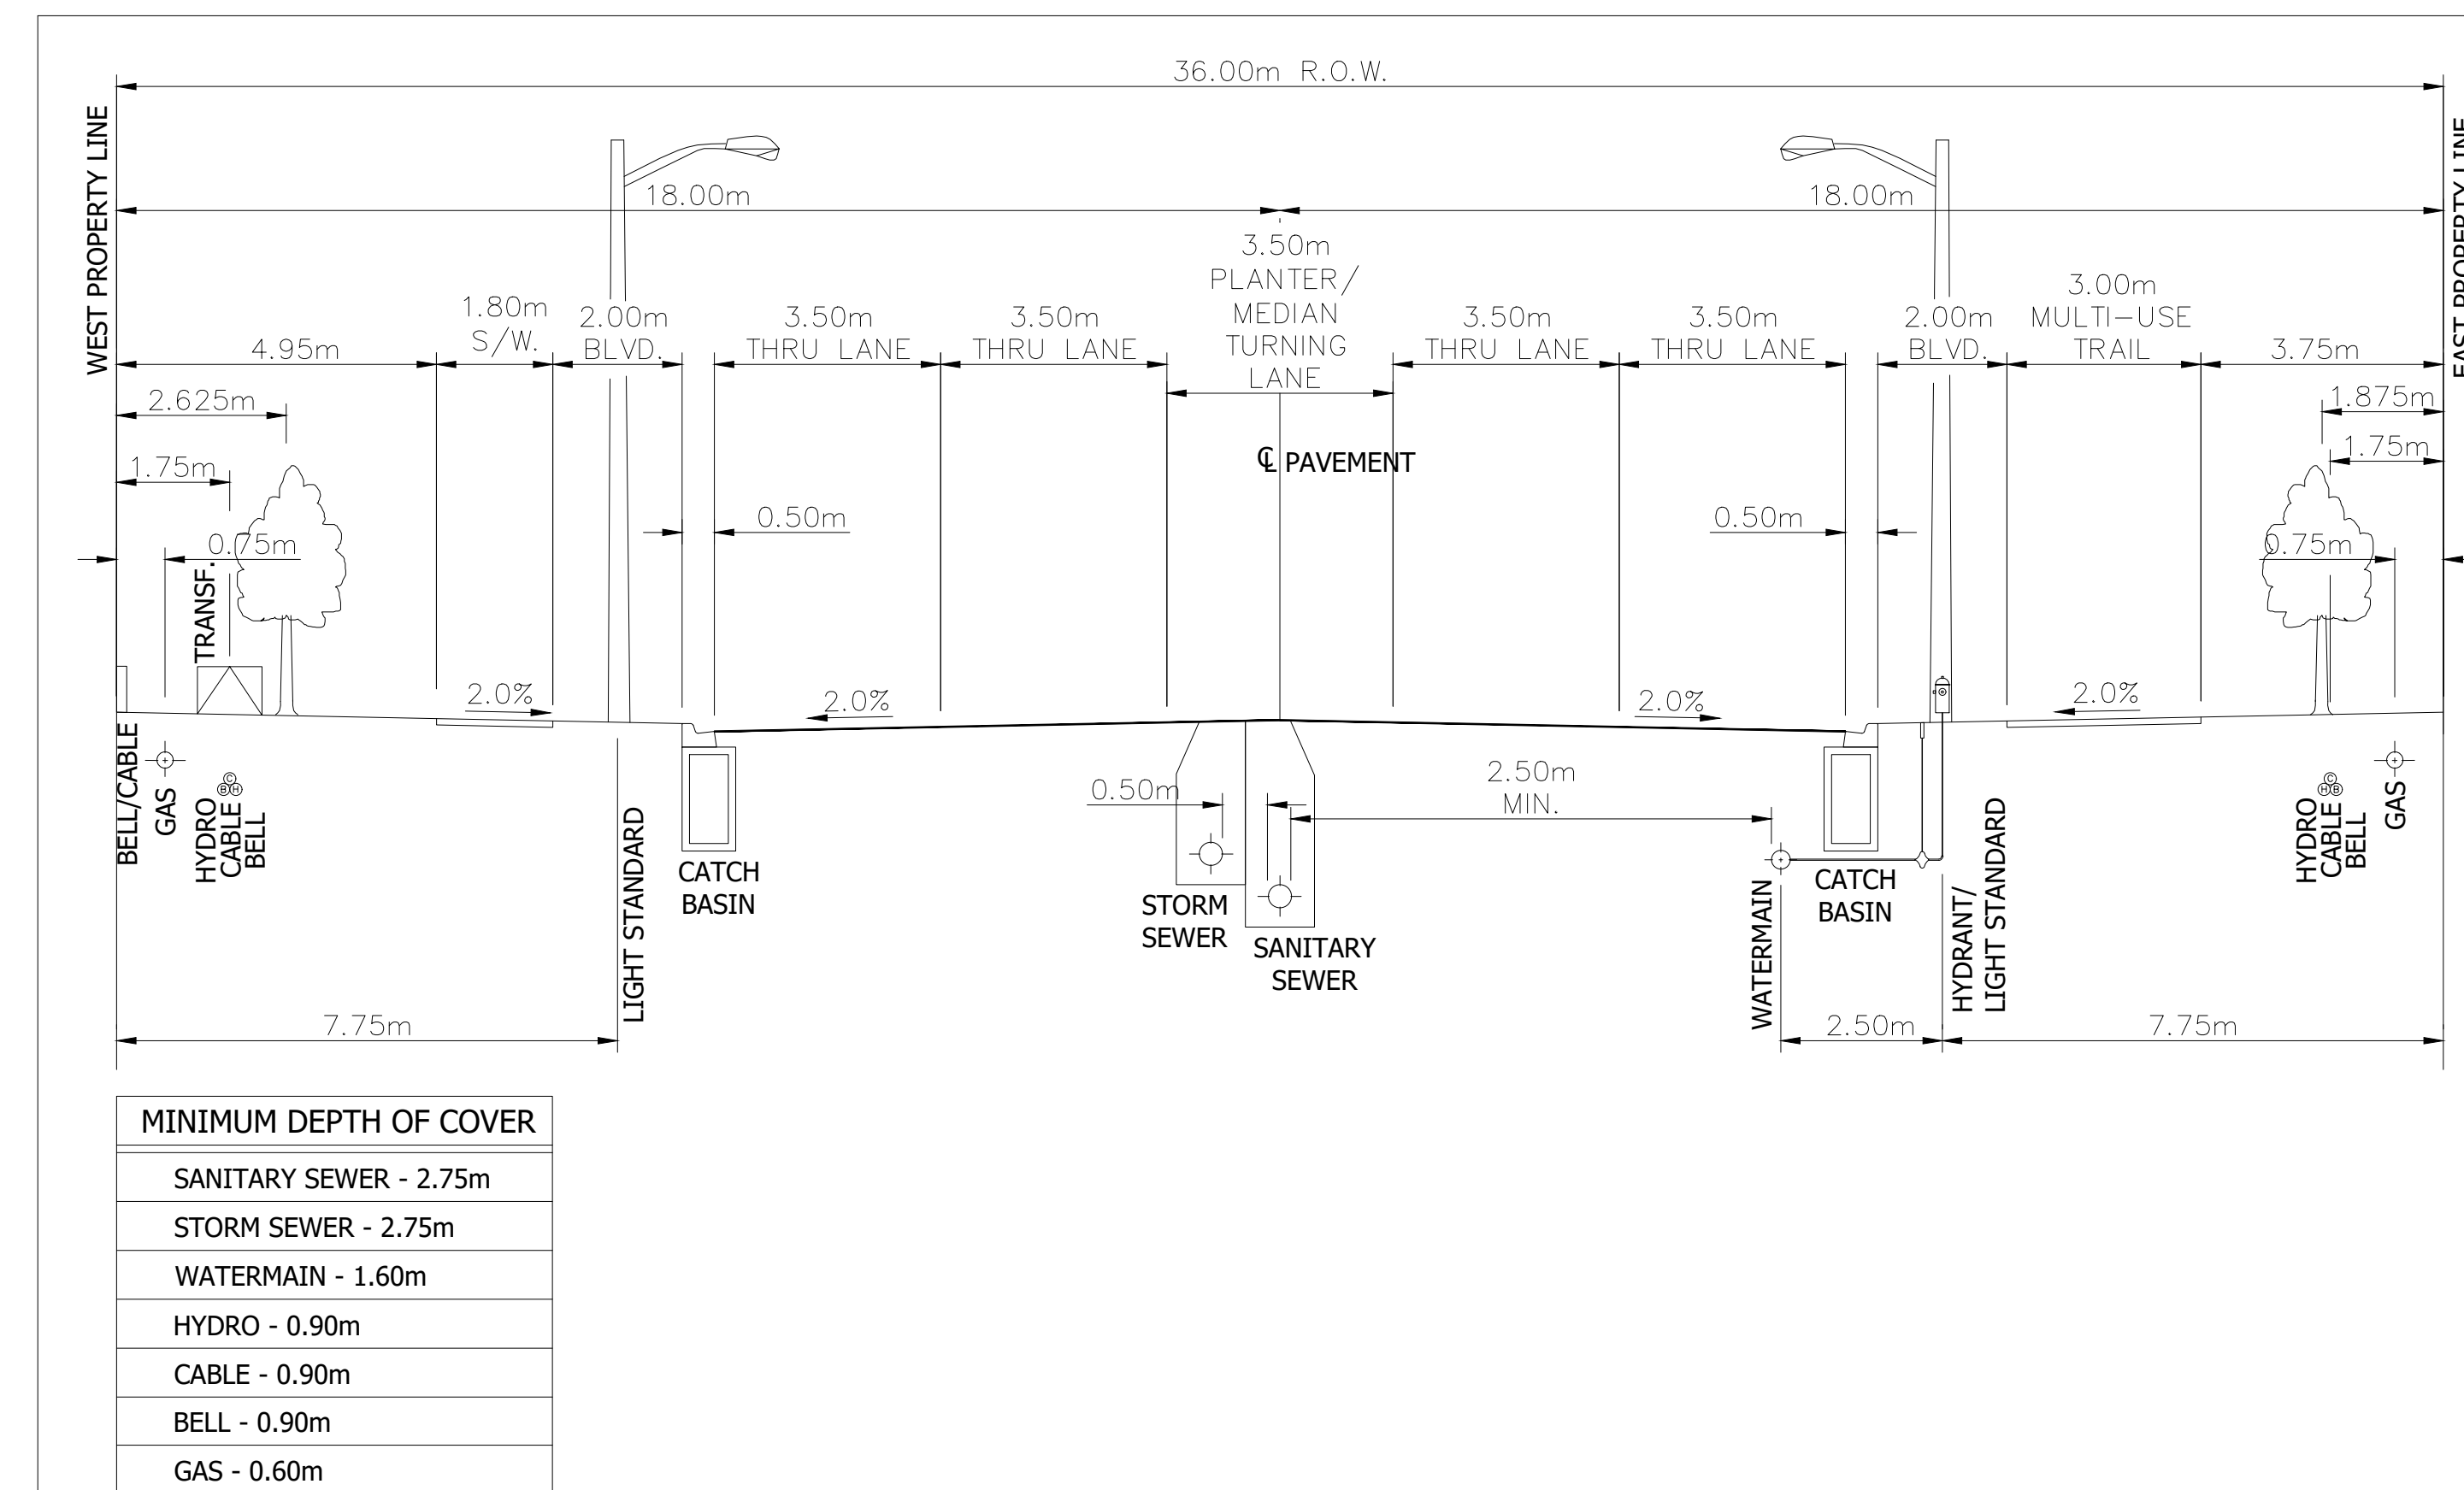 36.00m R.O.W.
WEST PROPERTY LINE
EAST PROPERTY LINE
18.00m
18.00m
4.95m
1.80m
S/W.
2.00m
BLVD.
3.50m
THRU LANE
3.50m
THRU LANE
3.50m
PLANTER/
MEDIAN
TURNING
LANE
3.50m
THRU LANE
3.50m
THRU LANE
2.00m
BLVD.
3.00m
MULTI-USE
TRAIL
3.75m
2.625m
1.75m
0.75m
TRANSF.
0.50m
℄ PAVEMENT
0.50m
1.875m
1.75m
0.75m
2.0%
2.0%
2.0%
2.0%
BELL/CABLE
GAS
C
B H
HYDRO
CABLE
BELL
LIGHT STANDARD
CATCH
BASIN
0.50m
STORM
SEWER
SANITARY
SEWER
2.50m
MIN.
WATERMAIN
CATCH
BASIN
HYDRANT/
LIGHT STANDARD
C
H B
HYDRO
CABLE
BELL
GAS
7.75m
2.50m
7.75m
MINIMUM DEPTH OF COVER
SANITARY SEWER - 2.75m
STORM SEWER - 2.75m
WATERMAIN - 1.60m
HYDRO - 0.90m
CABLE - 0.90m
BELL - 0.90m
GAS - 0.60m